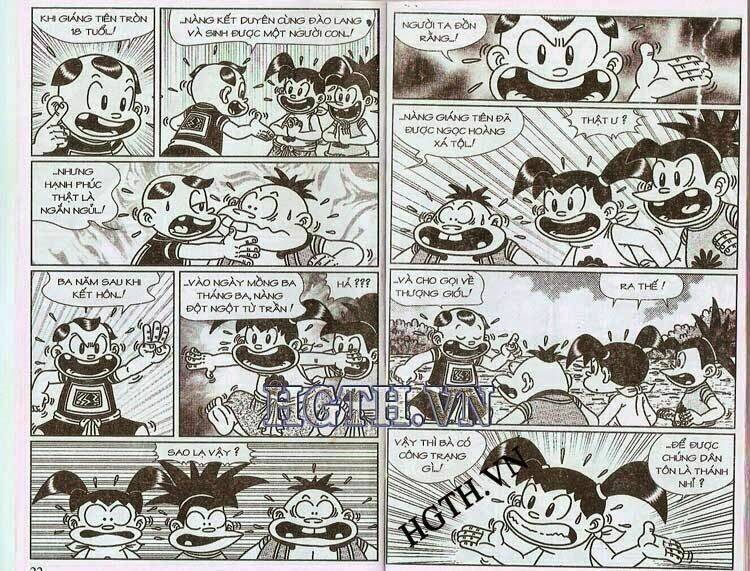 KHI GIÁNG TIÊN TRÒN
18 TUỔI..!
..NÀNG KẾT DUYÊN CÙNG ĐÀO LANG
VÀ SINH ĐƯỢC MỘT NGƯỜI CON..!
..NHƯNG
HẠNH PHÚC
THẬT LÀ
NGẮN NGỦI..!
BA NĂM SAU KHI
KẾT HÔN..!
..VÀO NGÀY MỒNG BA
THÁNG BA, NÀNG
ĐỘT NGỘT TỪ TRẦN!
HẢ???
SAO LẠ VẬY?
22
NGƯỜI TA ĐỒN
RẰNG..!
..NÀNG GIÁNG TIÊN ĐÃ
ĐƯỢC NGỌC HOÀNG
XÁ TỘI..!
THẬT Ư?
..VÀ CHO GỌI VỀ
THƯỢNG GIỚI..!
RA THẾ!
VẬY THÌ BÀ CÓ
CÔNG TRẠNG
GÌ..
..ĐỂ ĐƯỢC
CHÚNG DÂN
TÔN LÀ THÁNH
NHỈ?
HGTH.VN
HGTH.VN